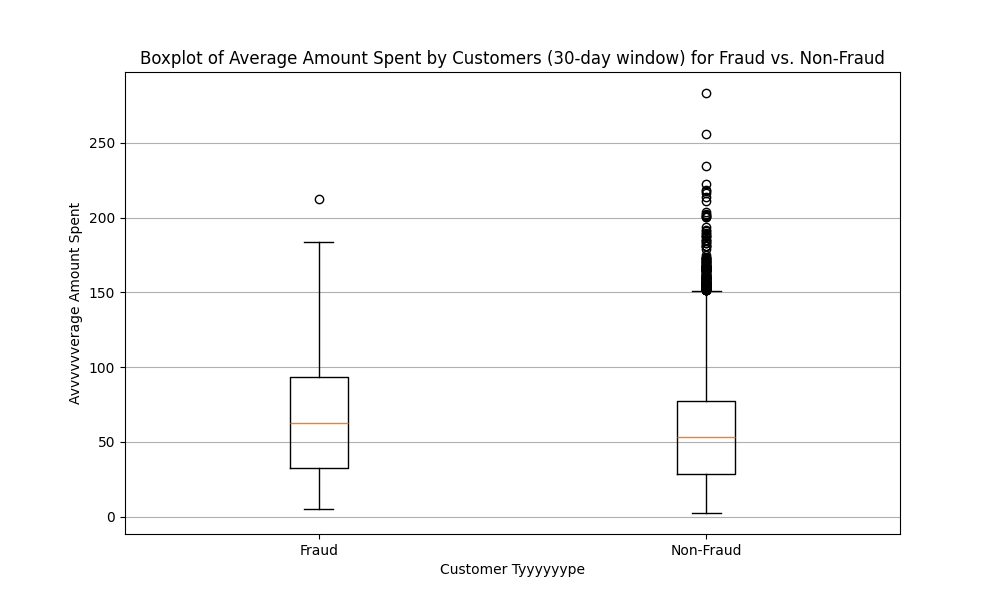 Boxplot of Average Amount Spent by Customers (30-day window) for Fraud vs. Non-Fraud
Avvvvvverage Amount Spent
250
200
150
100
50
0
Fraud Non-Fraud
Customer Tyyyyyype